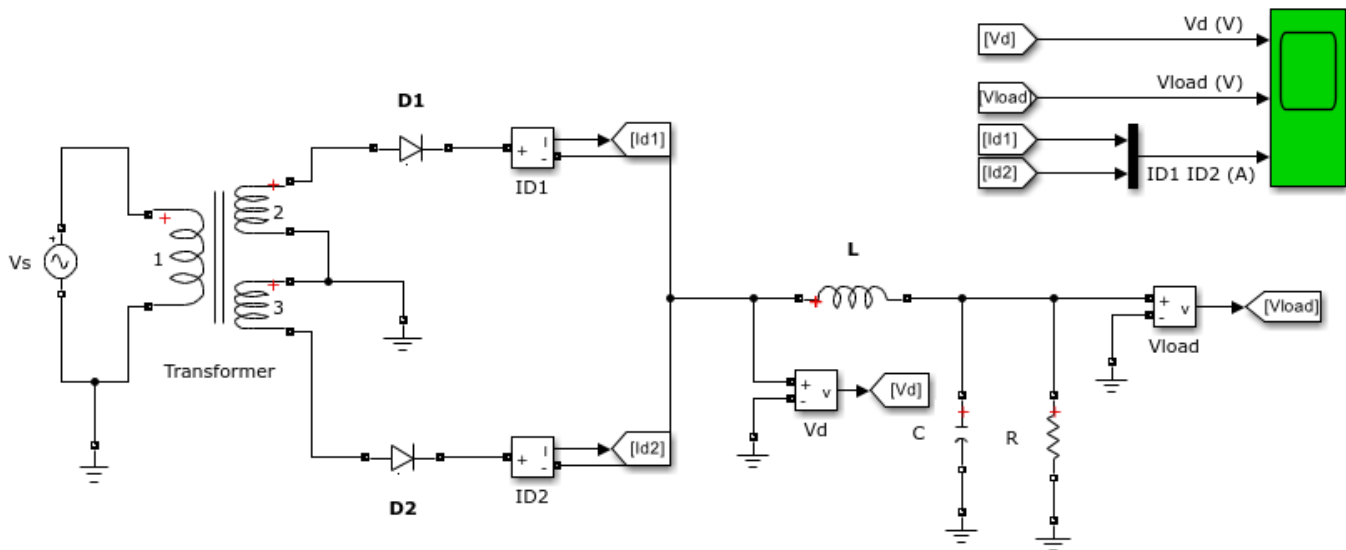 Vd (V)
[Vd]
Vload (V)
[Vload]
[Id1]
[Id2]
ID1 ID2 (A)
D1
+
-
I
[Id1]
ID1
Vs
+
1
+
2
+
+
3
Transformer
L
+
+
-
v
[Vload]
Vload
+
-
v
[Vd]
Vd
C
+
R
+
+
-
I
[Id2]
ID2
D2